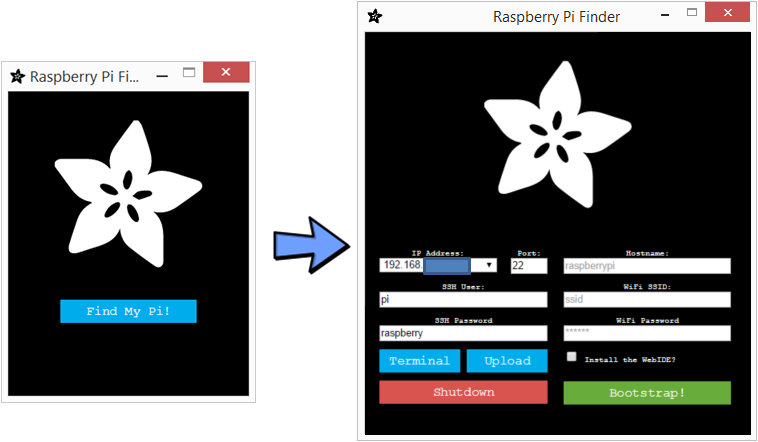 Raspberry Pi Fi...
Find My Pi!
Raspberry Pi Finder
IP Address: Port: Hostname:
192.168. 22 raspberrypi
SSH User: WiFi SSID:
pi ssid
SSH Password WiFi Password
raspberry ******
Terminal Upload Install the WebIDE?
Shutdown Bootstrap!